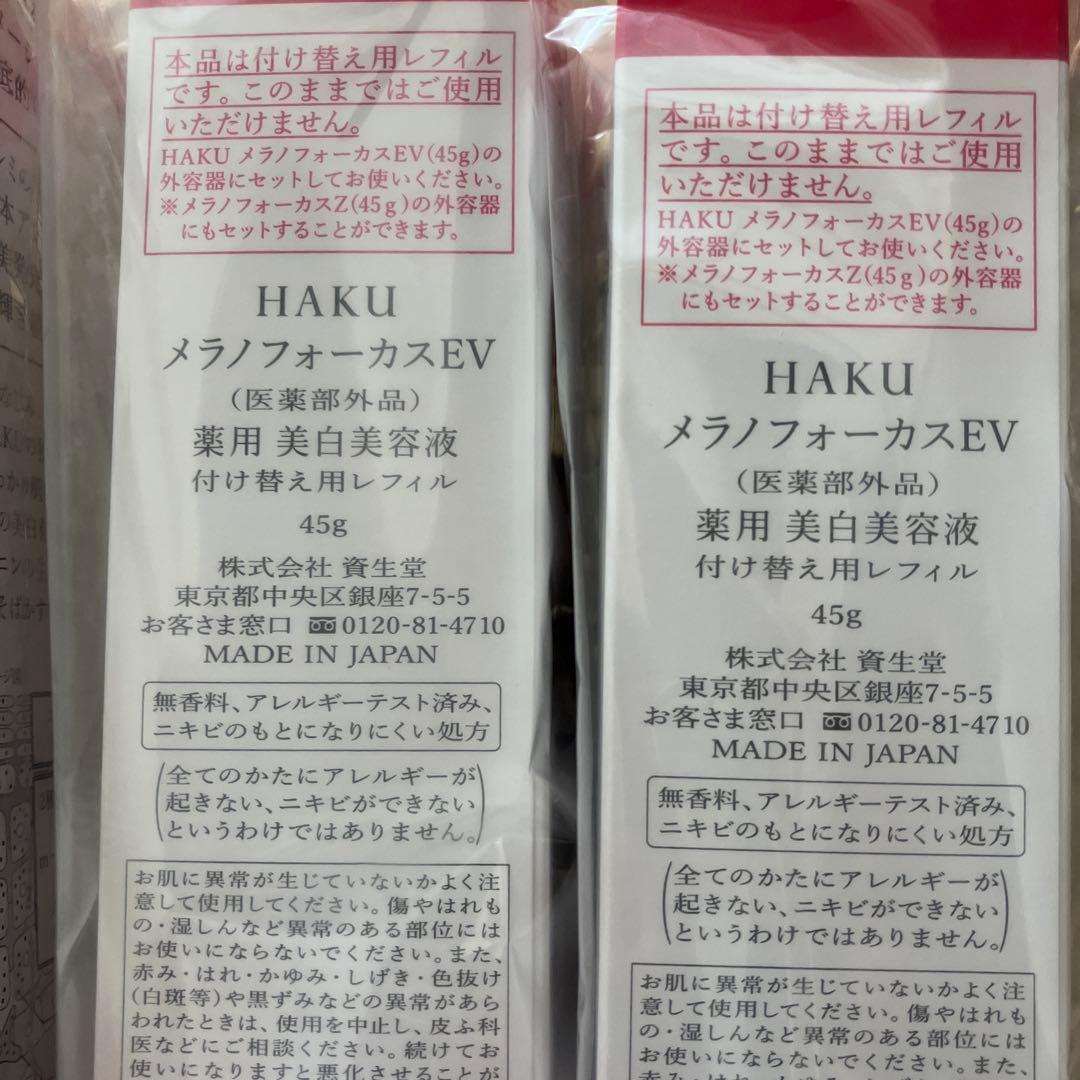 本品は付け替え用レフィル
です。このままではご使用
いただけません。
HAKU メラノフォーカスEV(45g)の
外容器にセットしてお使いください。
※メラノフォーカスZ(45g)の外容器
にもセットすることができます。
HAKU
メラノフォーカスEV
(医薬部外品)
薬用 美白美容液
付け替え用レフィル
45g
株式会社 資生堂
東京都中央区銀座7-5-5
お客さま窓口 0120-81-4710
MADE IN JAPAN
無香料、アレルギーテスト済み、
ニキビのもとになりにくい処方
(全てのかたにアレルギーが
起きない、ニキビができない
というわけではありません。)
お肌に異常が生じていないかよく注
意して使用してください。傷やはれも
の・湿しんなど異常のある部位には
お使いにならないでください。また、
赤み・はれ・かゆみ・しげき・色抜け
(白斑等)や黒ずみなどの異常があら
われたときは、使用を中止し、皮ふ科
医などにご相談ください。続けてお
使いになりますと悪化させることが
本品は付け替え用レフィル
です。このままではご使用
いただけません。
HAKU メラノフォーカスEV(45g)の
外容器にセットしてお使いください。
※メラノフォーカスZ(45g)の外容器
にもセットすることができます。
HAKU
メラノフォーカスEV
(医薬部外品)
薬用 美白美容液
付け替え用レフィル
45g
株式会社 資生堂
東京都中央区銀座7-5-5
お客さま窓口 0120-81-4710
MADE IN JAPAN
無香料、アレルギーテスト済み、
ニキビのもとになりにくい処方
(全てのかたにアレルギーが
起きない、ニキビができない
というわけではありません。)
お肌に異常が生じていないかよく注
意して使用してください。傷やはれも
の・湿しんなど異常のある部位には
お使いにならないでください。また、